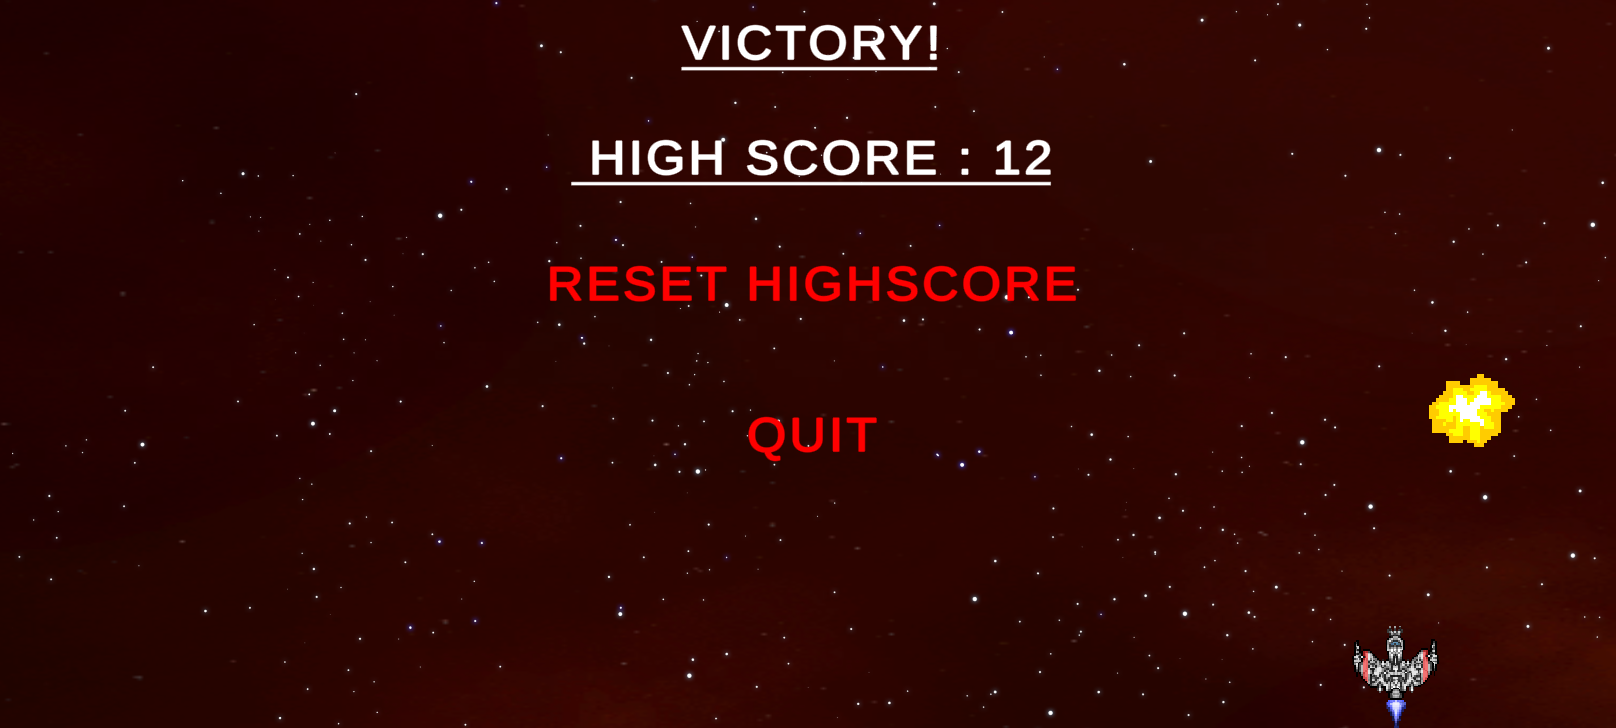 VICTORY!
HIGH SCORE : 12
RESET HIGHSCORE
QUIT